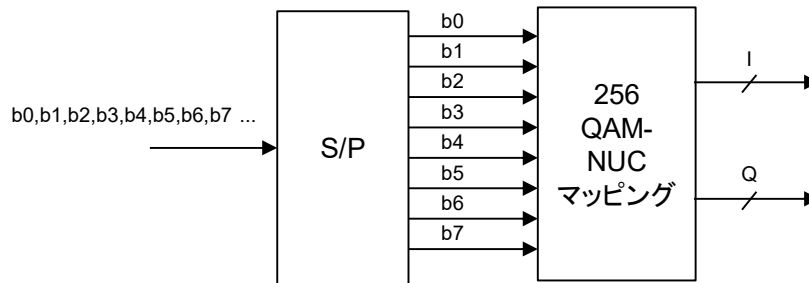 b0,b1,b2,b3,b4,b5,b6,b7 ...
S/P
b0
b1
b2
b3
b4
b5
b6
b7
256
QAM-
NUC
マッピング
I
Q